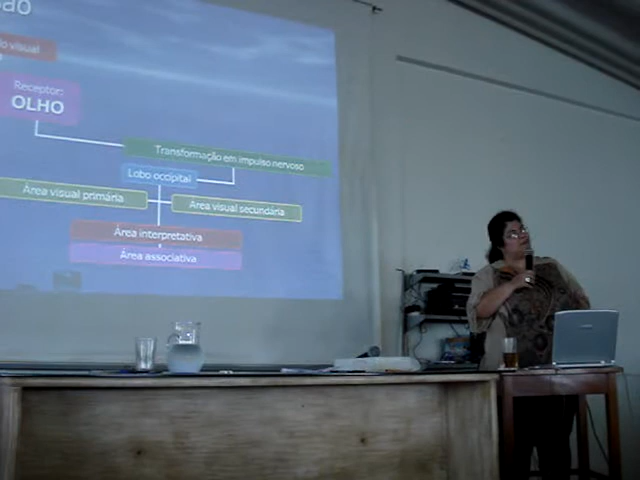 visual
Receptor:
OLHO
Transformação em impulso nervoso
Lobo occipital
Área visual primária
Área visual secundária
Área interpretativa
Área associativa